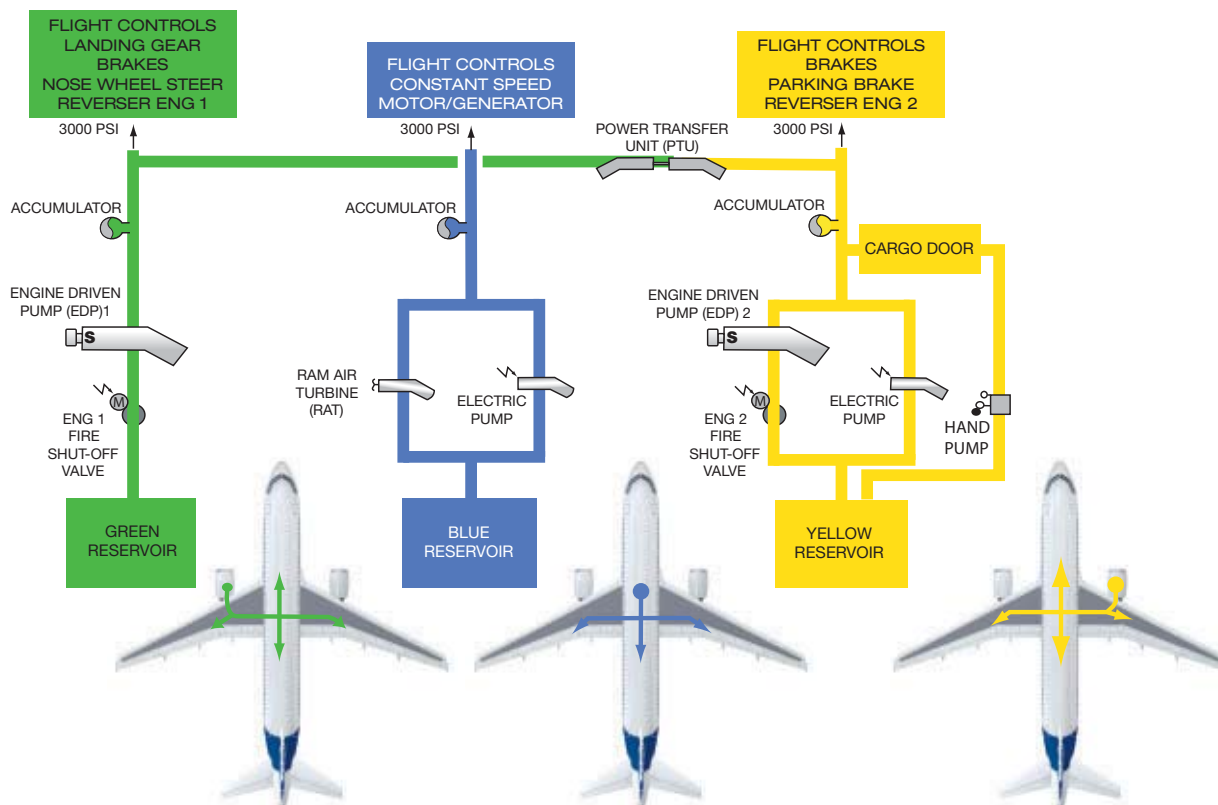 FLIGHT CONTROLS
LANDING GEAR
BRAKES
NOSE WHEEL STEER
REVERSER ENG 1
FLIGHT CONTROLS
CONSTANT SPEED
MOTOR/GENERATOR
FLIGHT CONTROLS
BRAKES
PARKING BRAKE
REVERSER ENG 2
3000 PSI
3000 PSI
POWER TRANSFER
UNIT (PTU)
3000 PSI
ACCUMULATOR
ACCUMULATOR
ACCUMULATOR
CARGO DOOR
ENGINE DRIVEN
PUMP (EDP)1
S
ENGINE DRIVEN
PUMP (EDP) 2
S
RAM AIR
TURBINE
(RAT)
ELECTRIC
PUMP
M
ENG 1
FIRE
SHUT-OFF
VALVE
M
ENG 2
FIRE
SHUT-OFF
VALVE
ELECTRIC
PUMP
HAND
PUMP
GREEN
RESERVOIR
BLUE
RESERVOIR
YELLOW
RESERVOIR